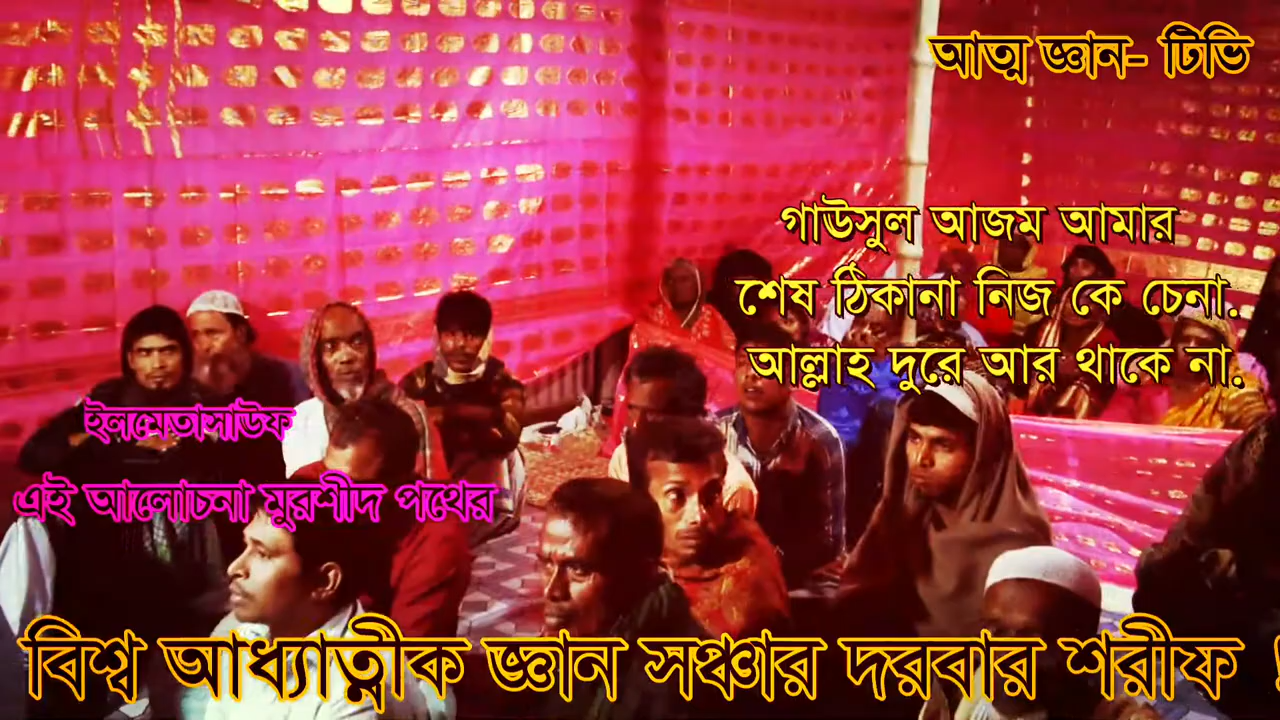 আত্ম জ্ঞান- টিভি
গাউসুল আজম আমার
শেষ ঠিকানা নিজ কে চেনা.
আল্লাহ দুরে আর থাকে না.
ইলমেতাসাউফ
এই আলোচনা মুরশীদ পথের
বিশ্ব আধ্যাত্নীক জ্ঞান সঞ্চার দরবার শরীফ !